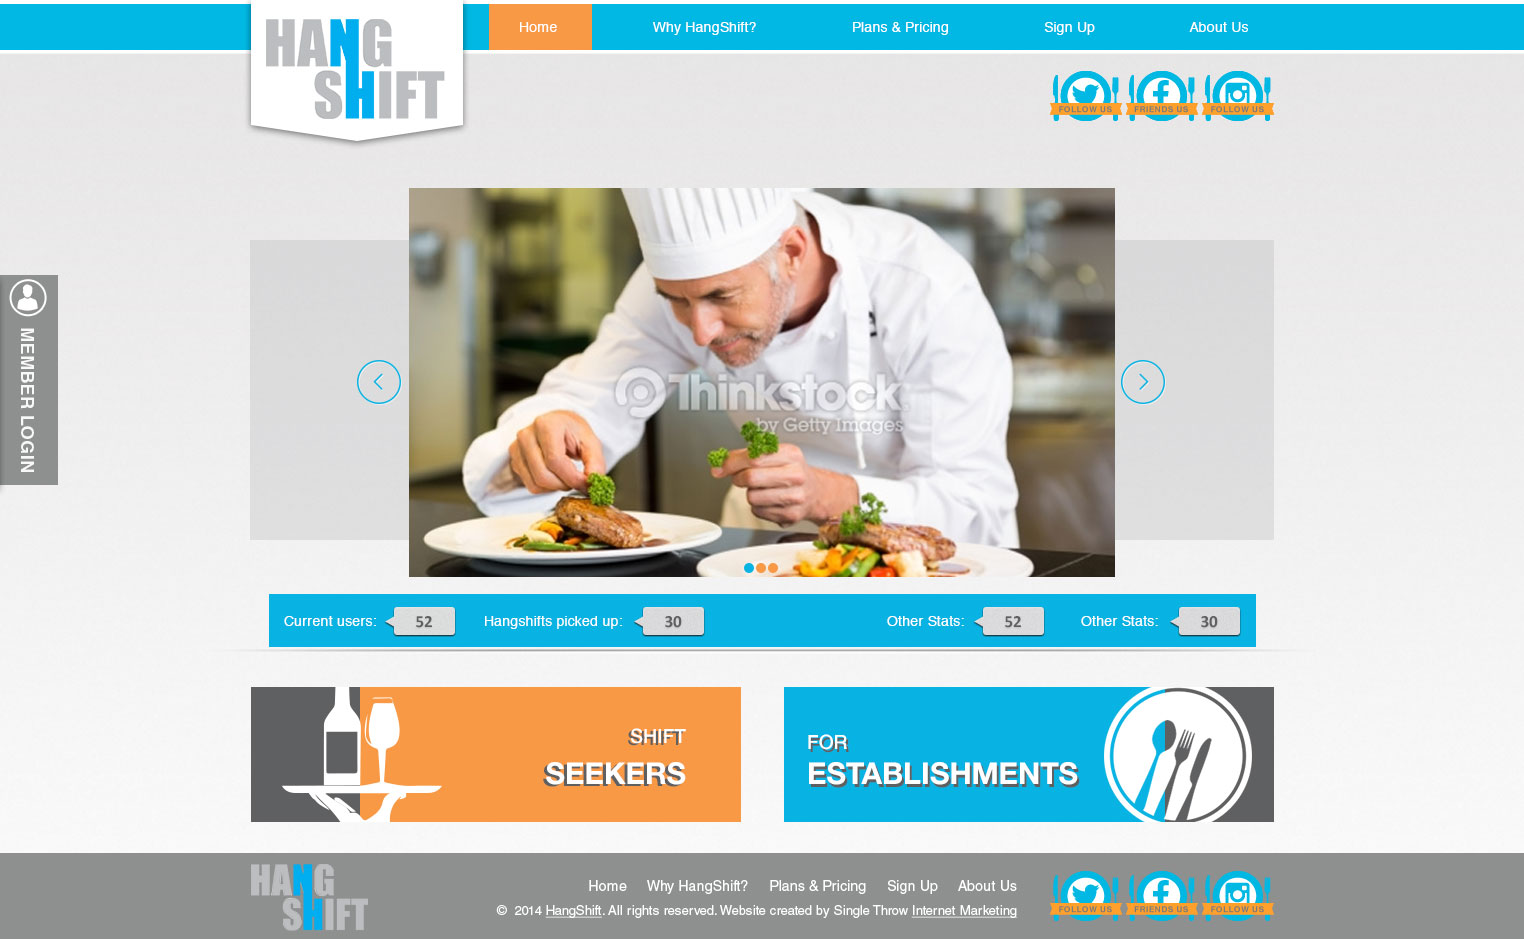 HANG
SHIFT
Home
Why HangShift?
Plans & Pricing
Sign Up
About Us
FOLLOW US
FRIENDS US
FOLLOW US
MEMBER LOGIN
Thinkstock
by Getty Images
Current users: 52
Hangshifts picked up: 30
Other Stats: 52
Other Stats: 30
SHIFT
SEEKERS
FOR
ESTABLISHMENTS
HANG
SHIFT
Home
Why HangShift?
Plans & Pricing
Sign Up
About Us
© 2014 HangShift. All rights reserved. Website created by Single Throw Internet Marketing
FOLLOW US
FRIENDS US
FOLLOW US